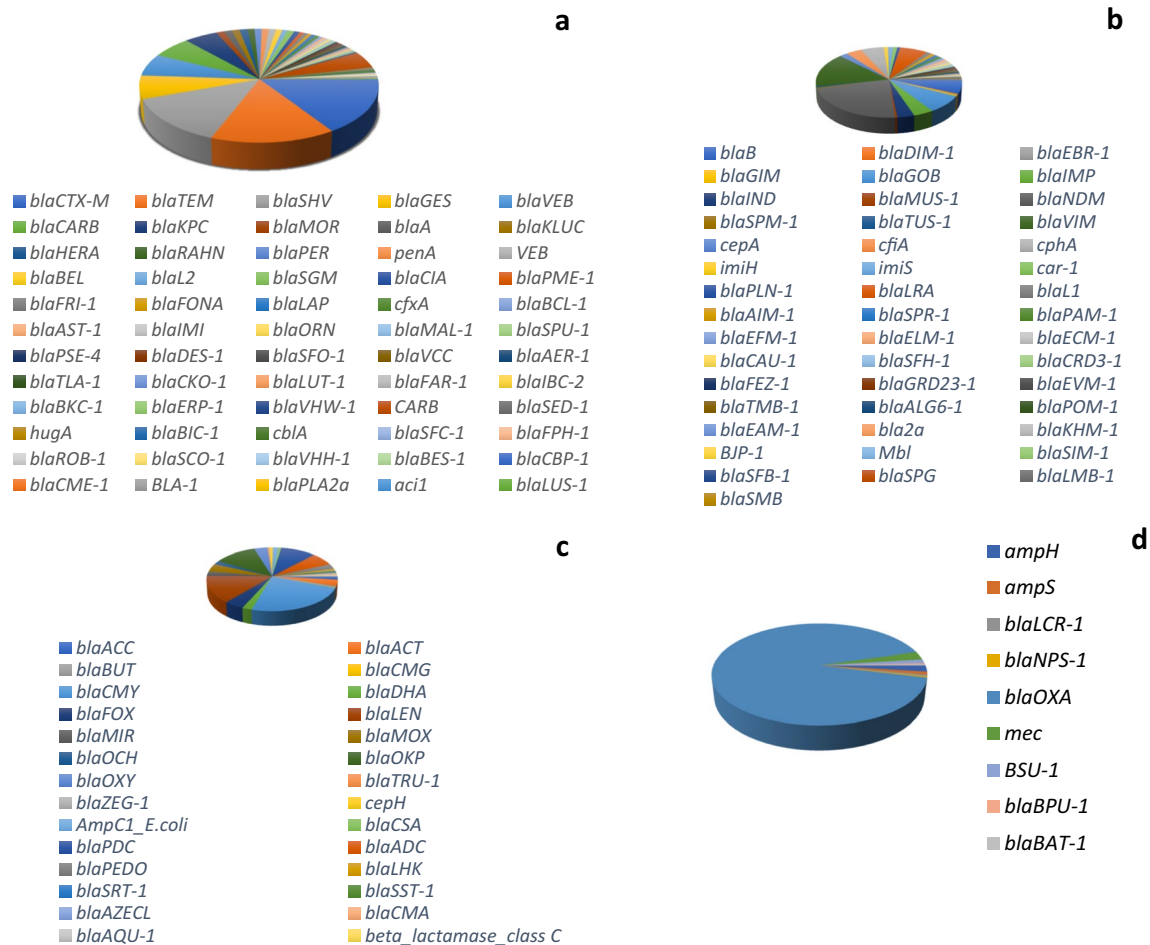 a
blaCTX-M blaTEM blaSHV blaGES blaVEB
blaCARB blaKPC blaMOR blaA blaKLUC
blaHERA blaRAHN blaPER penA VEB
blaBEL blaL2 blaSGM blaCIA blaPME-1
blaFRI-1 blaFONA blaLAP cfxA blaBCL-1
blaAST-1 blaIMI blaORN blaMAL-1 blaSPU-1
blaPSE-4 blaDES-1 blaSFO-1 blaVCC blaAER-1
blaTLA-1 blaCKO-1 blaLUT-1 blaFAR-1 blaIBC-2
blaBKC-1 blaERP-1 blaVHW-1 CARB blaSED-1
hugA blaBIC-1 cblA blaSFC-1 blaFPH-1
blaROB-1 blaSCO-1 blaVHH-1 blaBES-1 blaCBP-1
blaCME-1 BLA-1 blaPLA2a aci1 blaLUS-1
b
blaB blaDIM-1 blaEBR-1
blaGIM blaGOB blaIMP
blaIND blaMUS-1 blaNDM
blaSPM-1 blaTUS-1 blaVIM
cepA cfiA cphA
imiH imiS car-1
blaPLN-1 blaLRA blaL1
blaAIM-1 blaSPR-1 blaPAM-1
blaEFM-1 blaELM-1 blaECM-1
blaCAU-1 blaSFH-1 blaCRD3-1
blaFEZ-1 blaGRD23-1 blaEVM-1
blaTMB-1 blaALG6-1 blaPOM-1
blaEAM-1 bla2a blaKHM-1
BJP-1 Mbl blaSIM-1
blaSFB-1 blaSPG blaLMB-1
blaSMB
c
blaACC blaACT
blaBUT blaCMG
blaCMY blaDHA
blaFOX blaLEN
blaMIR blaMOX
blaOCH blaOKP
blaOXY blaTRU-1
blaZEG-1 cepH
AmpC1_E.coli blaCSA
blaPDC blaADC
blaPEDO blaLHK
blaSRT-1 blaSST-1
blaAZECL blaCMA
blaAQU-1 beta_lactamase_class C
d
ampH
ampS
blaLCR-1
blaNPS-1
blaOXA
mec
BSU-1
blaBPU-1
blaBAT-1